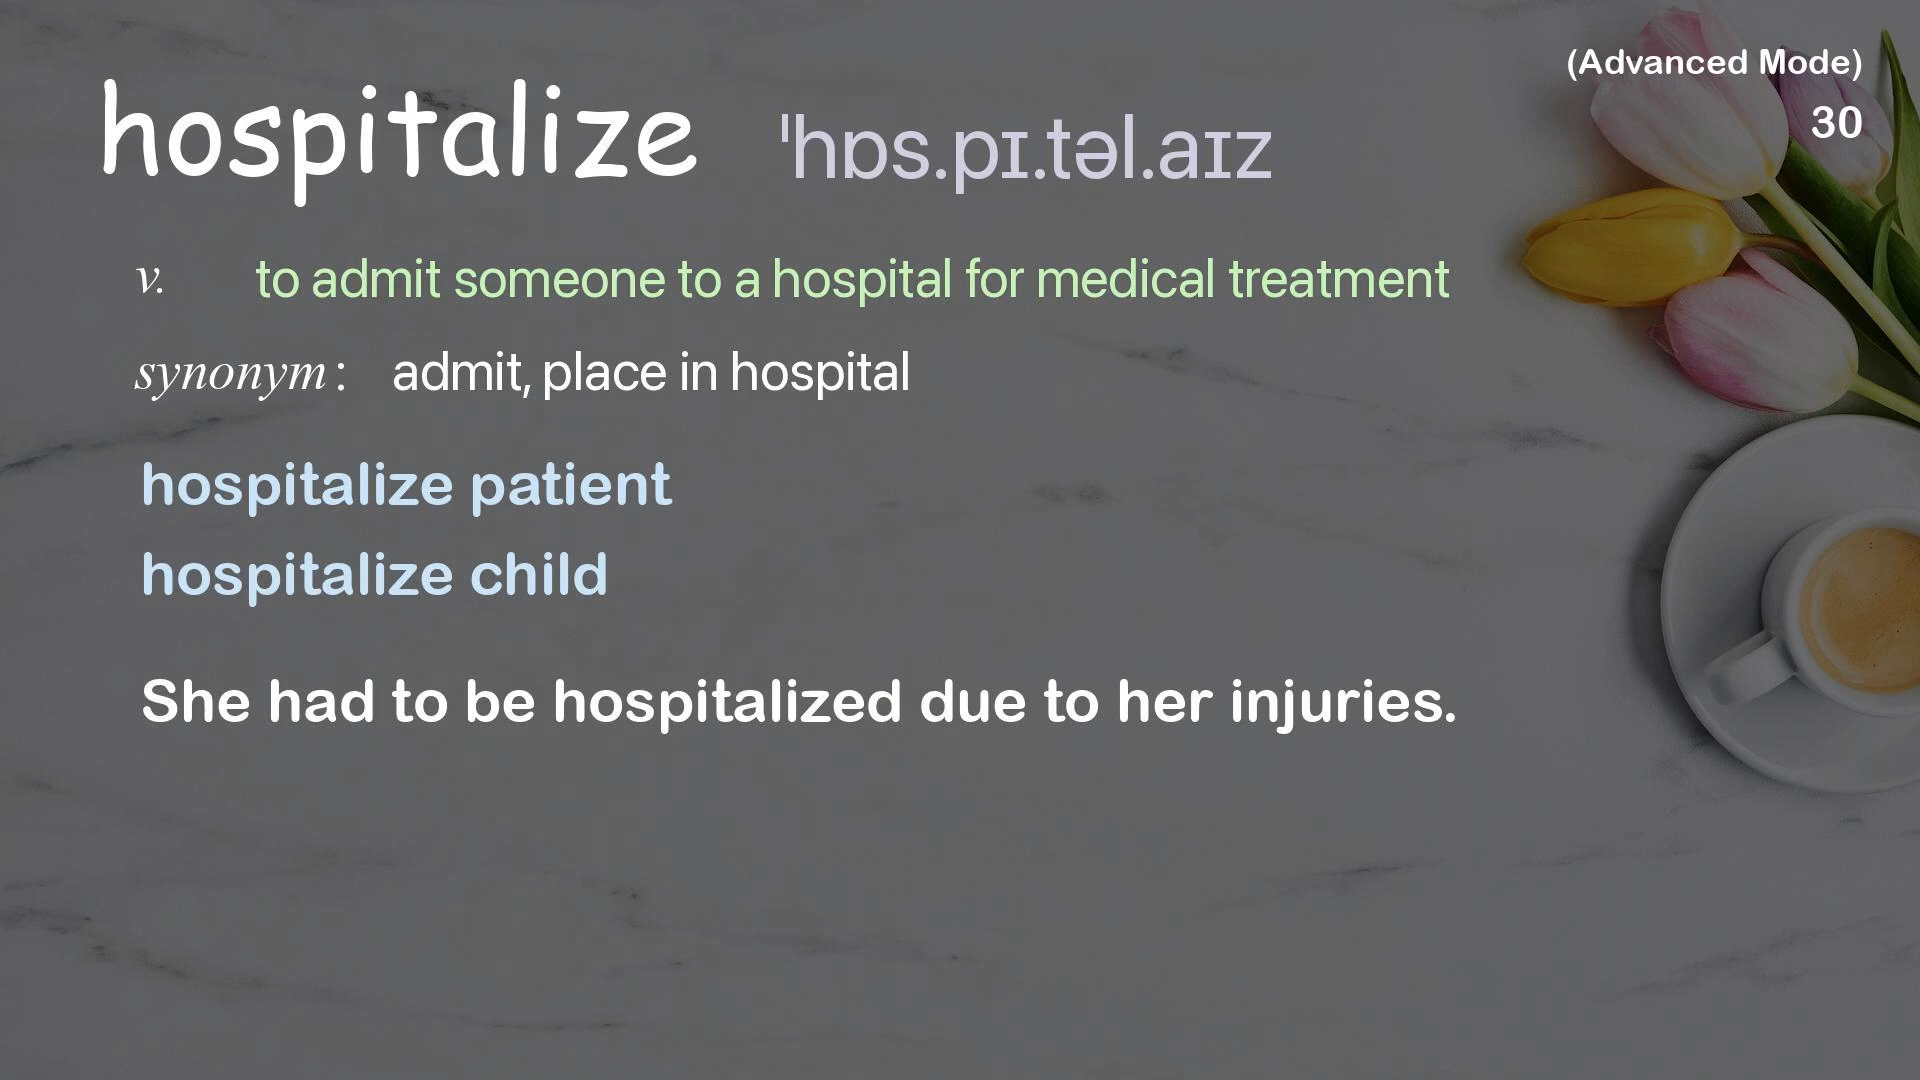 (Advanced Mode)
30
hospitalize ˈhɒs.pɪ.təl.aɪz
v. to admit someone to a hospital for medical treatment
synonym : admit, place in hospital
hospitalize patient
hospitalize child
She had to be hospitalized due to her injuries.